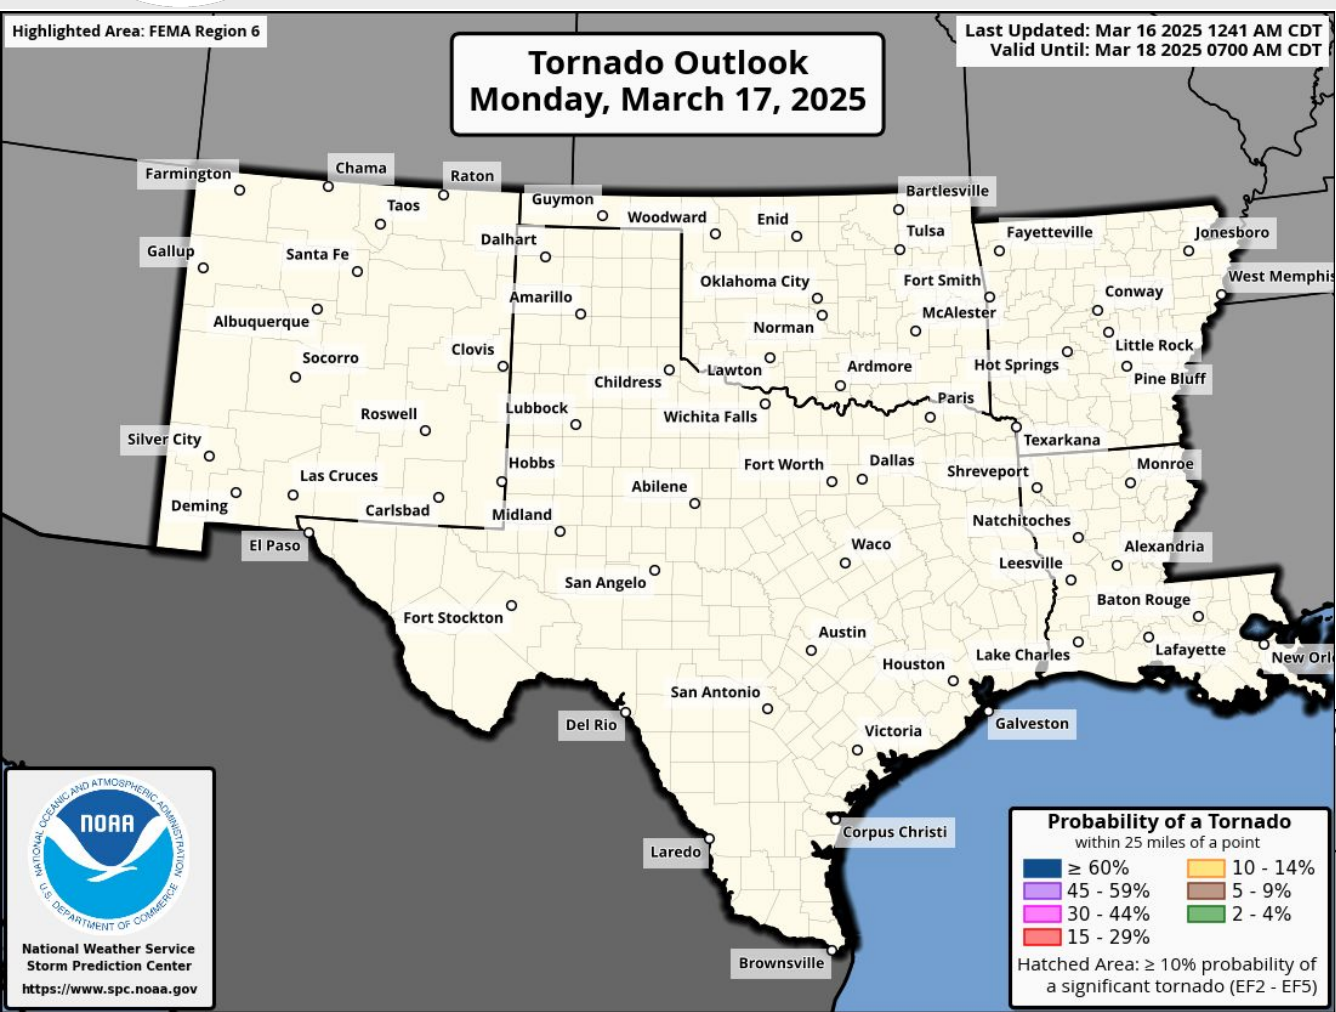 Highlighted Area: FEMA Region 6
Last Updated: Mar 16 2025 1241 AM CDT
Valid Until: Mar 18 2025 0700 AM CDT
Tornado Outlook
Monday, March 17, 2025
Farmington
Chama
Raton
Taos
Guymon
Woodward
Enid
Bartlesville
Tulsa
Fayetteville
Jonesboro
Gallup
Santa Fe
Dalhart
Oklahoma City
Fort Smith
Conway
West Memphis
Albuquerque
Amarillo
Norman
McAlester
Little Rock
Socorro
Clovis
Childress
Lawton
Ardmore
Hot Springs
Pine Bluff
Roswell
Lubbock
Wichita Falls
Paris
Texarkana
Silver City
Las Cruces
Hobbs
Abilene
Fort Worth
Dallas
Shreveport
Monroe
Deming
Carlsbad
Midland
Natchitoches
El Paso
San Angelo
Waco
Leesville
Alexandria
Fort Stockton
Austin
Baton Rouge
Houston
Lake Charles
Lafayette
New Orl
Del Rio
San Antonio
Victoria
Galveston
Laredo
Corpus Christi
Brownsville
NATIONAL OCEANIC AND ATMOSPHERIC ADMINISTRATION
NOAA
U.S. DEPARTMENT OF COMMERCE
National Weather Service
Storm Prediction Center
https://www.spc.noaa.gov
Probability of a Tornado
within 25 miles of a point
≥ 60%
45 - 59%
30 - 44%
15 - 29%
10 - 14%
5 - 9%
2 - 4%
Hatched Area: ≥ 10% probability of
a significant tornado (EF2 - EF5)